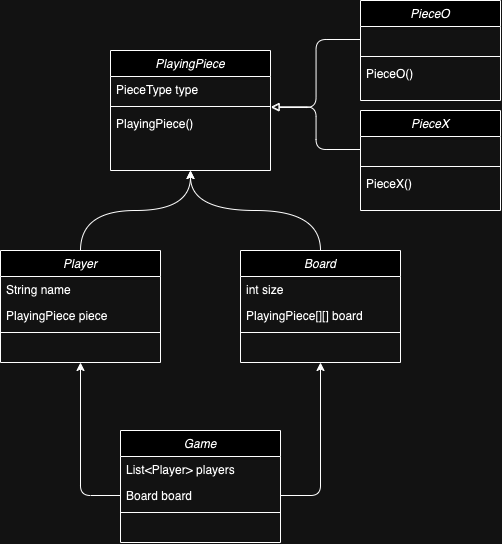 PieceO
PieceO()
PlayingPiece
PieceType type
PlayingPiece()
PieceX
PieceX()
Player
String name
PlayingPiece piece
Board
int size
PlayingPiece[][] board
Game
List<Player> players
Board board